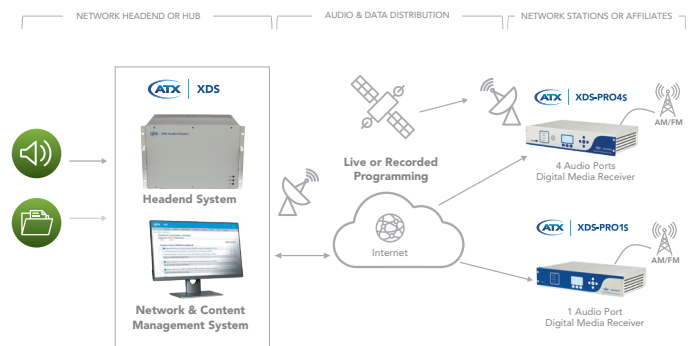 NETWORK HEADEND OR HUB
AUDIO & DATA DISTRIBUTION
NETWORK STATIONS OR AFFILIATES
ATX XDS
Headend System
Network & Content
Management System
Live or Recorded
Programming
Internet
ATX XDS-PRO4S
AM/FM
4 Audio Ports
Digital Media Receiver
ATX XDS-PRO1S
AM/FM
1 Audio Port
Digital Media Receiver